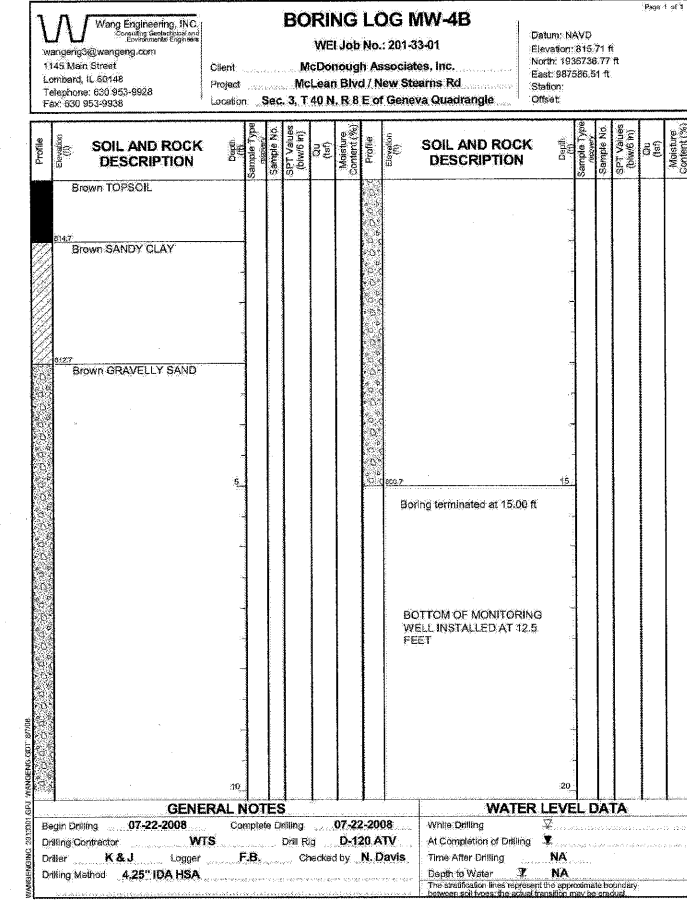 Page 1 of 1
Wang Engineering, INC.
Consulting Geotechnical and
Environmental Engineers
wangeng3@wangeng.com
1145 Main Street
Lombard, IL 60148
Telephone: 630 953-9928
Fax: 630 953-9938
BORING LOG MW-4B
WEI Job No.: 201-33-01
Client McDonough Associates, Inc.
Project McLean Blvd / New Stearns Rd
Location Sec. 3, T 40 N, R 8 E of Geneva Quadrangle
Datum: NAVD
Elevation: 815.71 ft
North: 1936736.77 ft
East: 987586.51 ft
Station:
Offset:
Profile
Elevation (ft)
SOIL AND ROCK
DESCRIPTION
Depth (ft)
Sample Type
recovery
Sample No.
SPT Values (blw/6 in)
Qu (tsf)
Moisture Content (%)
Profile
Elevation (ft)
SOIL AND ROCK
DESCRIPTION
Depth (ft)
Sample Type
recovery
Sample No.
SPT Values (blw/6 in)
Qu (tsf)
Moisture Content (%)
Brown TOPSOIL
814.7
Brown SANDY CLAY
812.7
Brown GRAVELLY SAND
5
10
15
Boring terminated at 15.00 ft
BOTTOM OF MONITORING
WELL INSTALLED AT 12.5
FEET
20
GENERAL NOTES
Begin Drilling 07-22-2008 Complete Drilling 07-22-2008
Drilling Contractor WTS Drill Rig D-120 ATV
Driller K & J Logger F.B. Checked by N. Davis
Drilling Method 4.25" IDA HSA
WATER LEVEL DATA
While Drilling
At Completion of Drilling
Time After Drilling NA
Depth to Water NA
The stratification lines represent the approximate boundary
between soil types; the actual transition may be gradual.